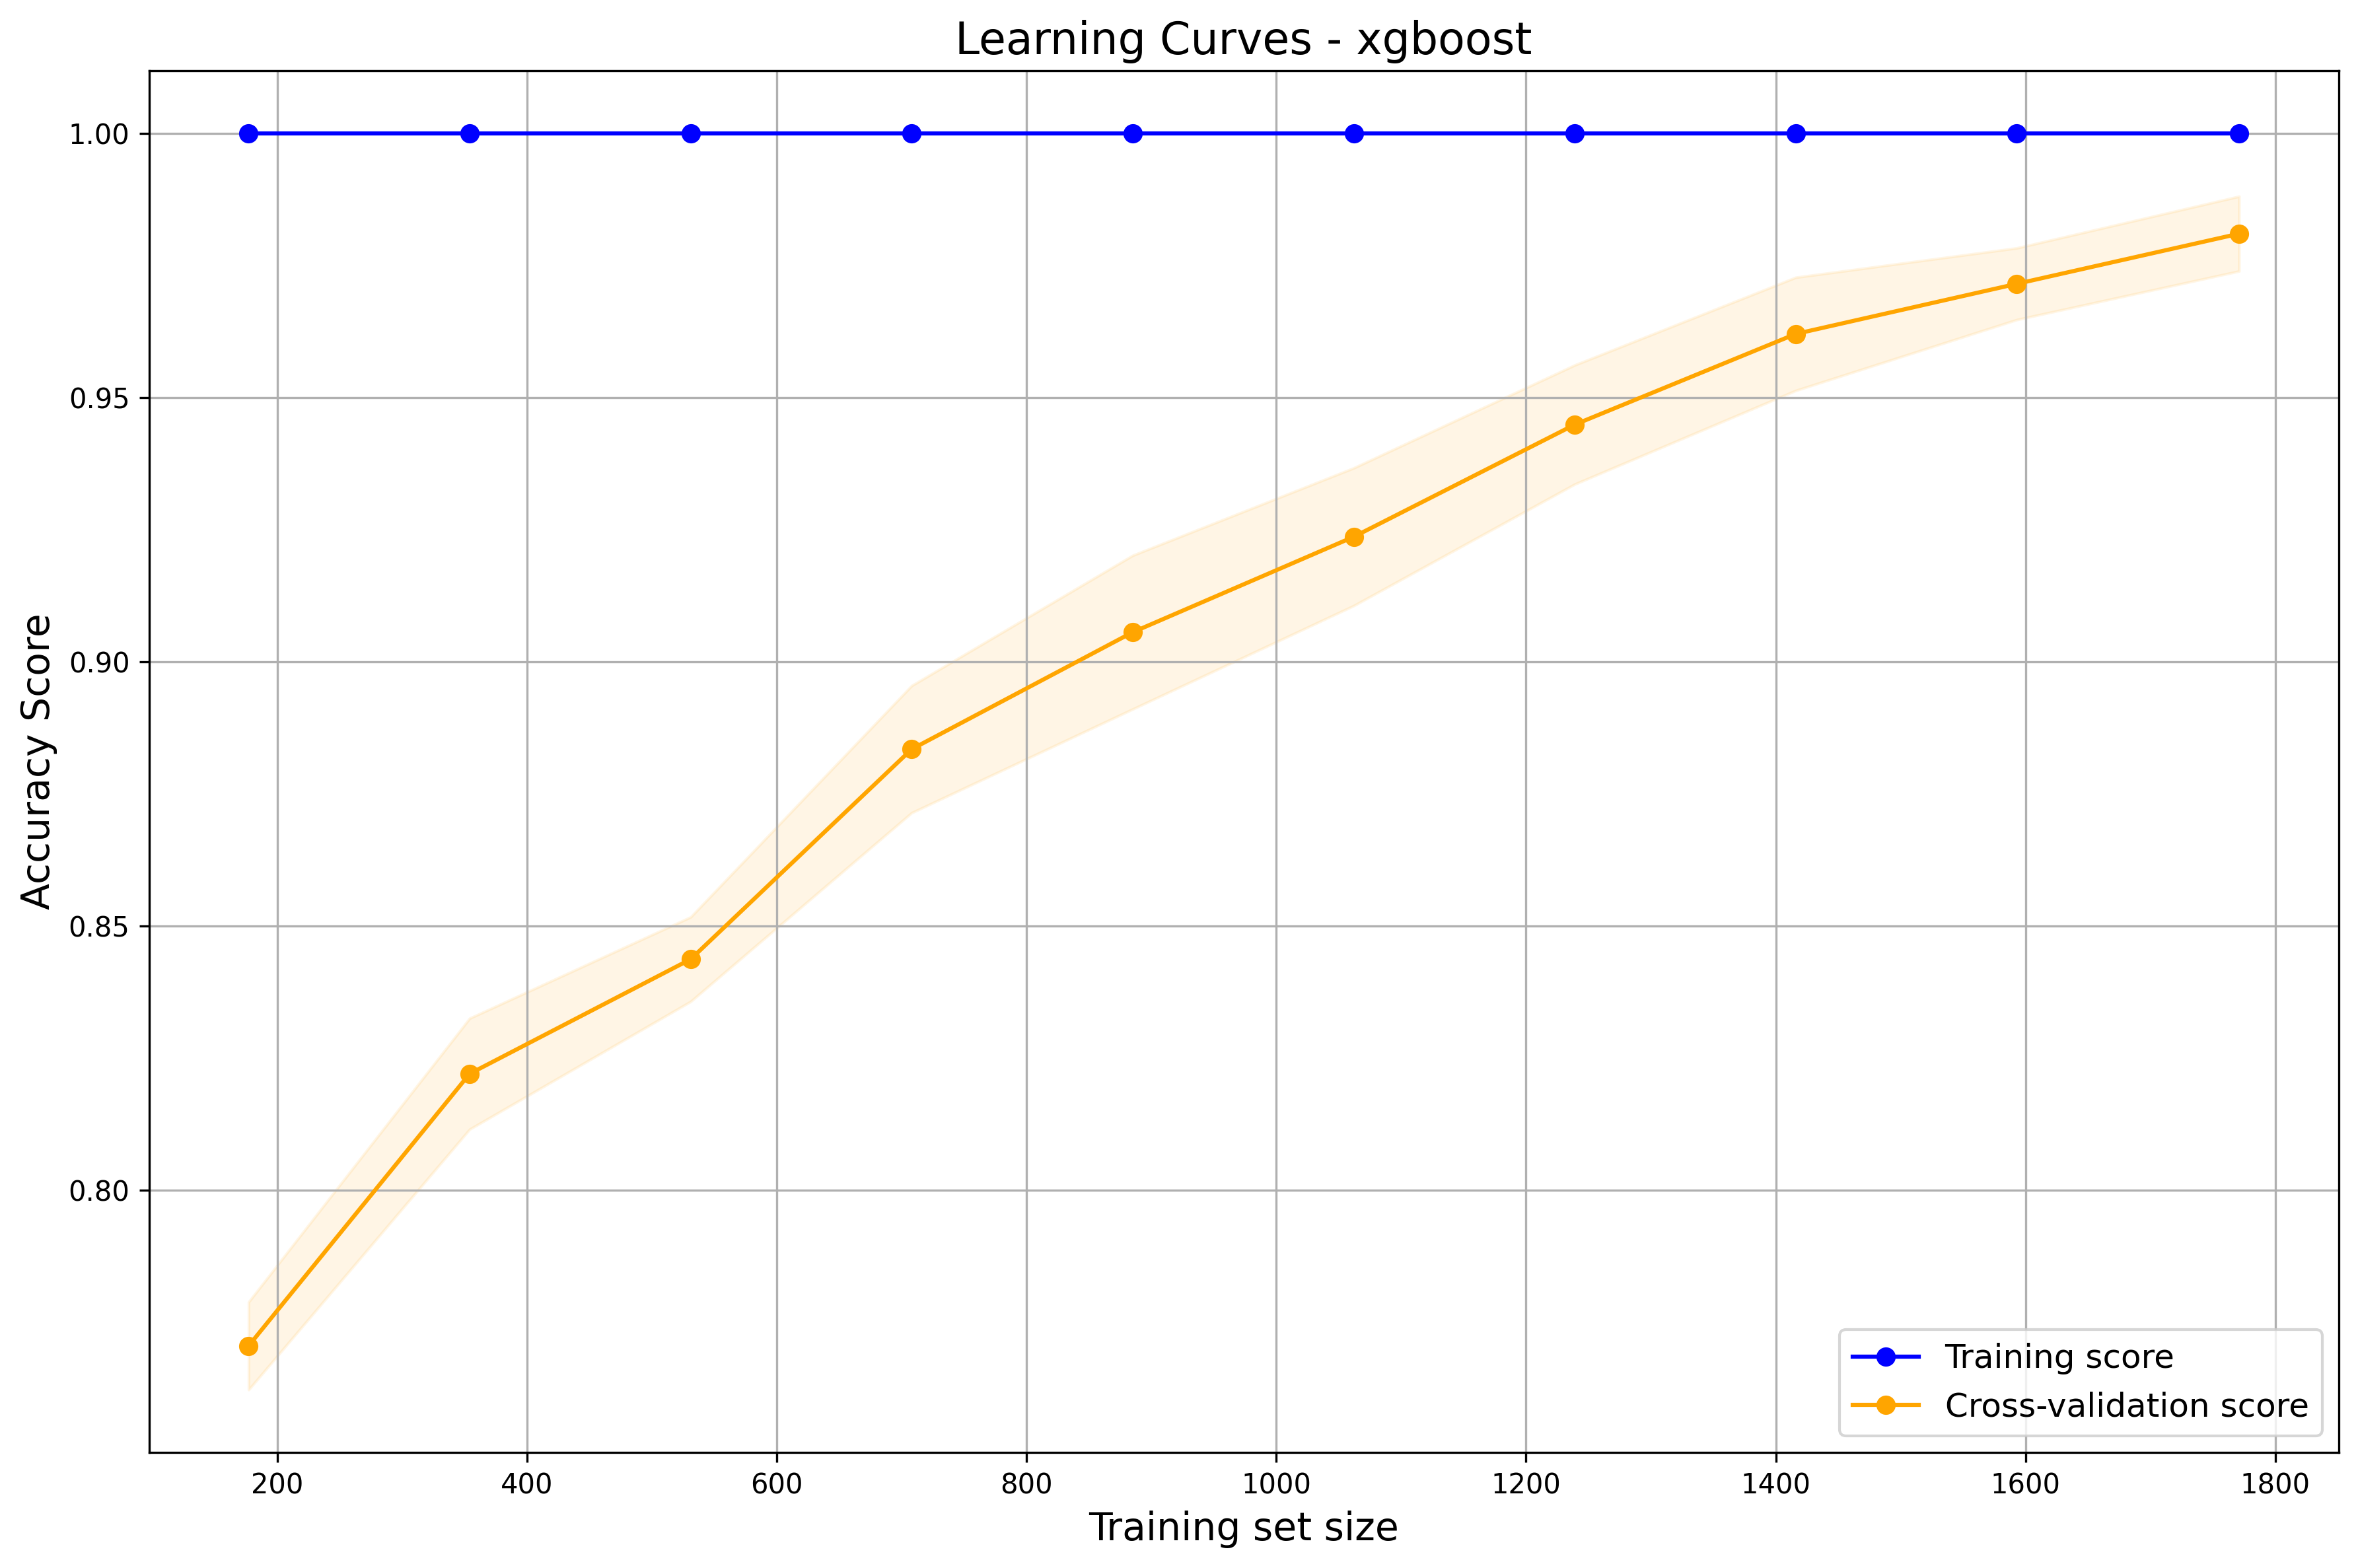 Learning Curves - xgboost
Accuracy Score
1.00
0.95
0.90
0.85
0.80
Training score
Cross-validation score
200 400 600 800 1000 1200 1400 1600 1800
Training set size